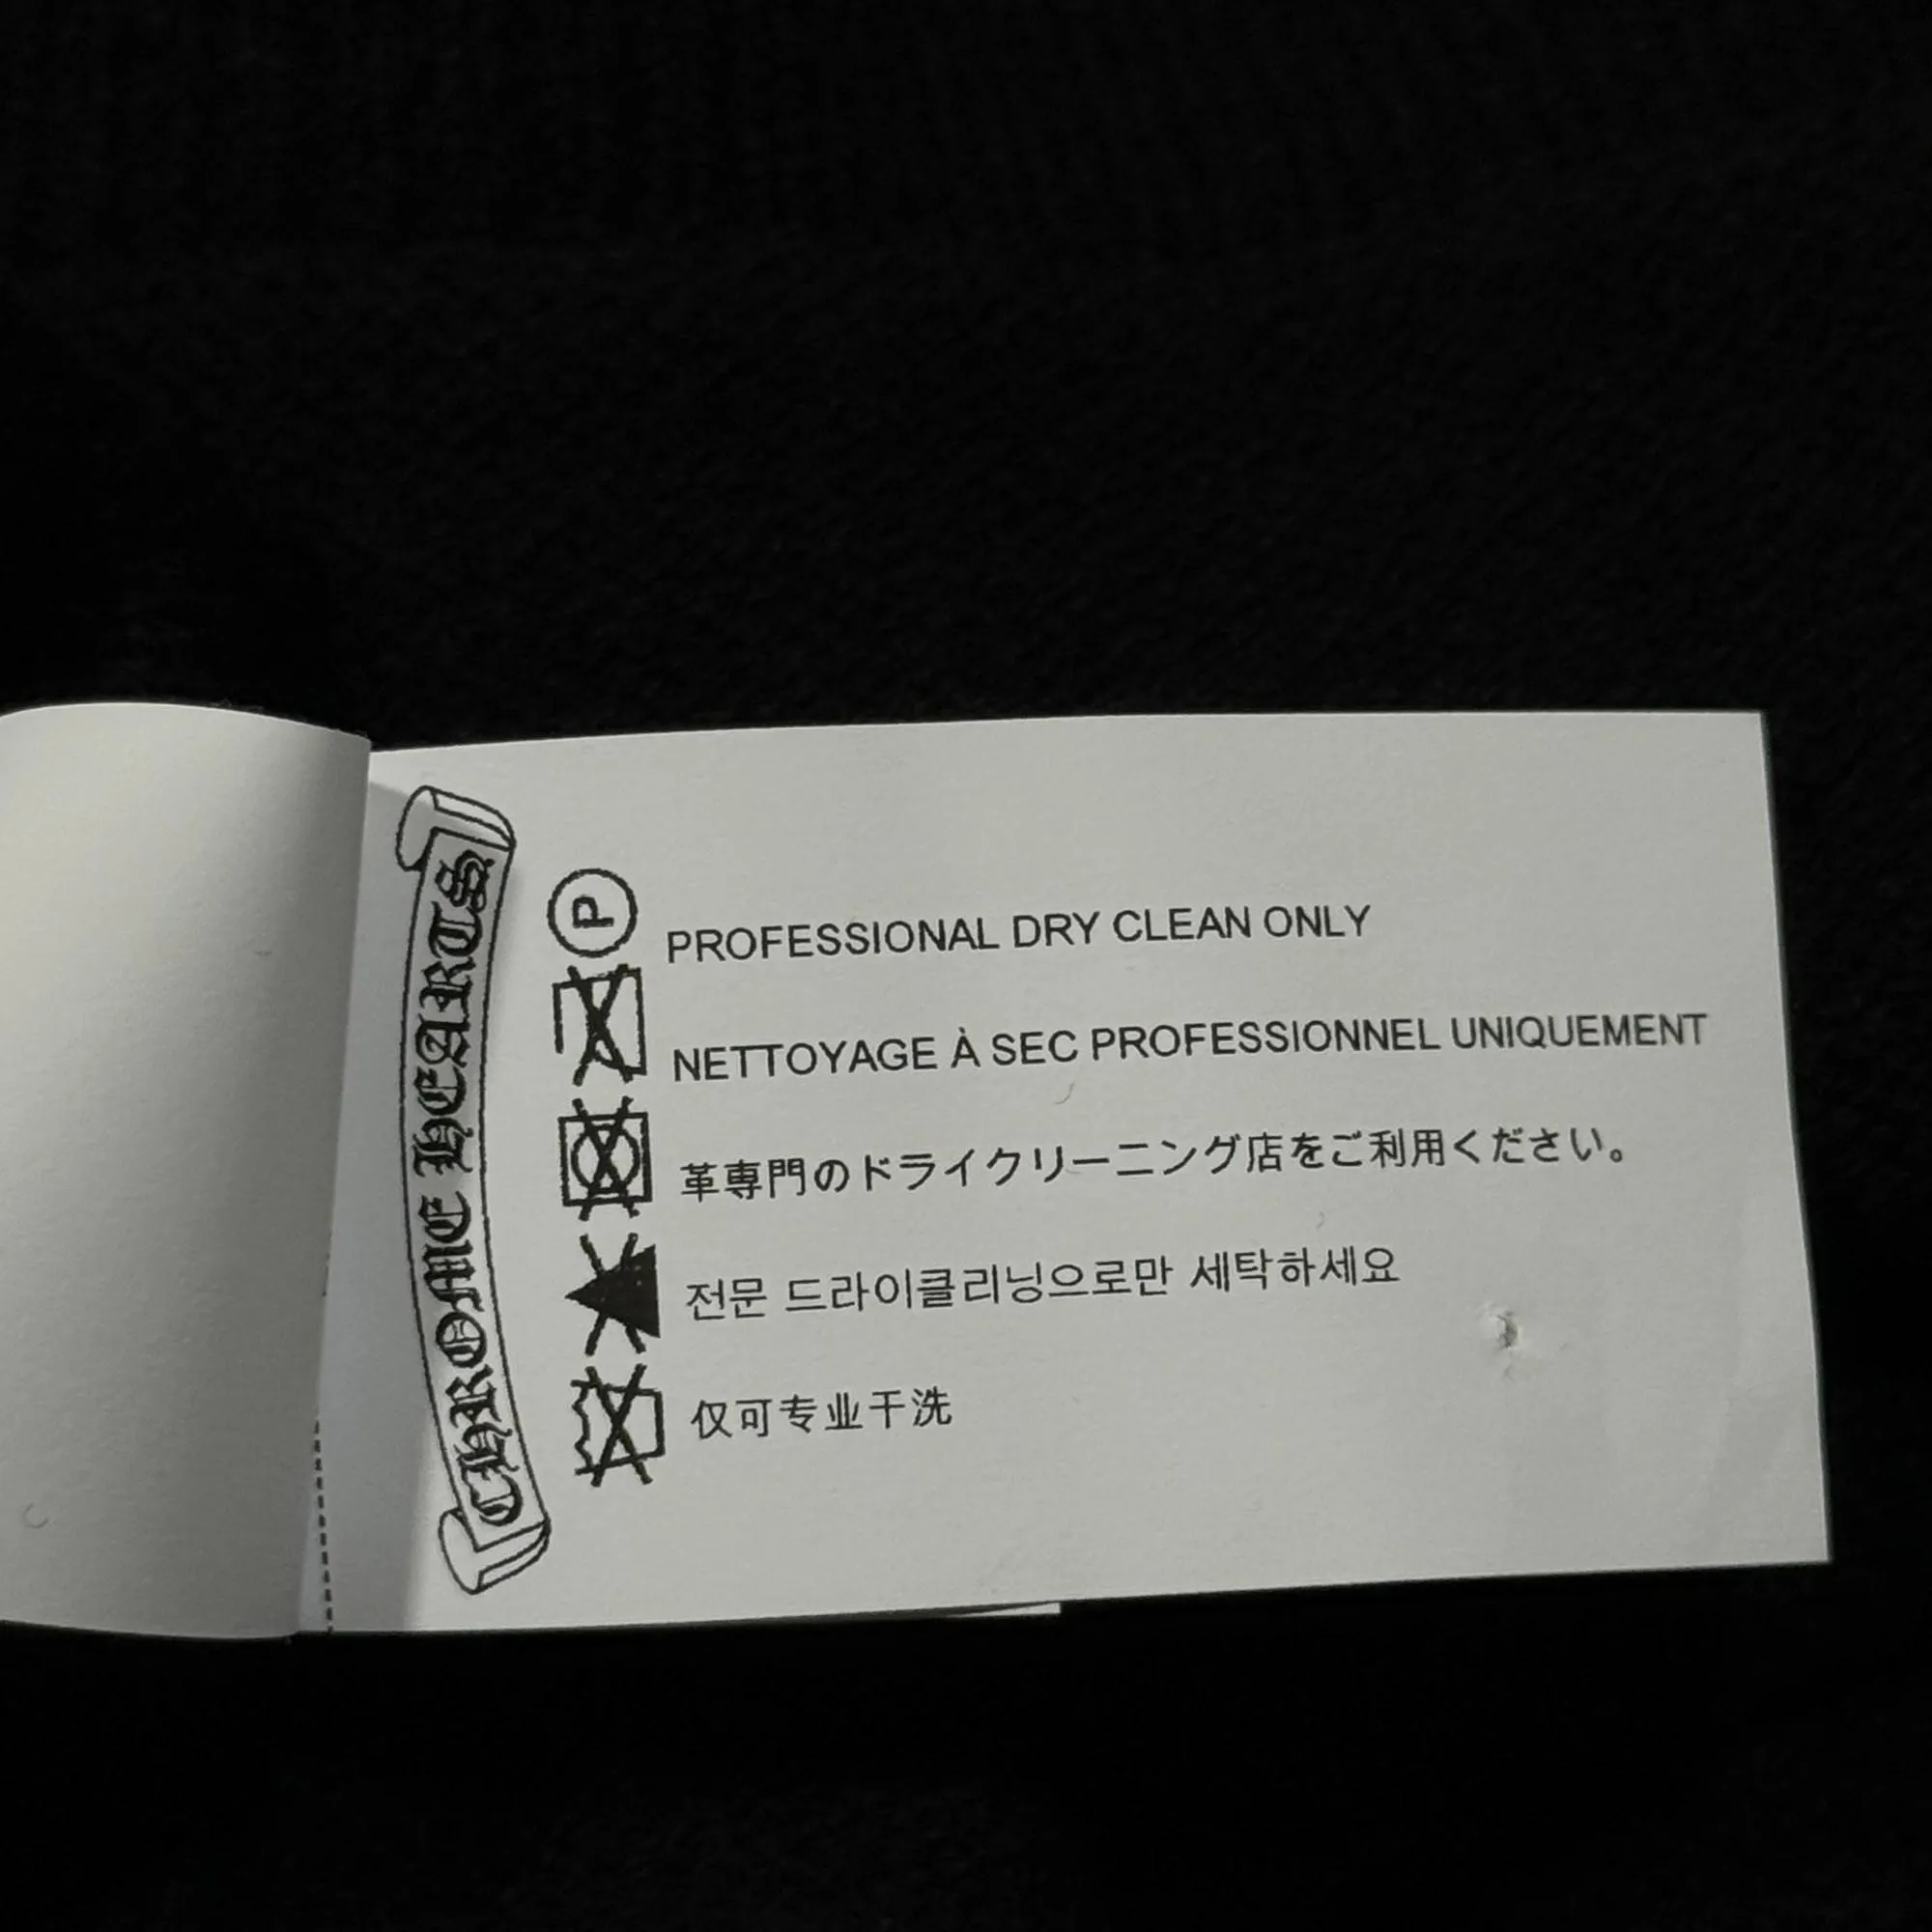 CHROME HEARTS
P
PROFESSIONAL DRY CLEAN ONLY
NETTOYAGE À SEC PROFESSIONNEL UNIQUEMENT
革専門のドライクリーニング店をご利用ください。
전문 드라이클리닝으로만 세탁하세요
仅可专业干洗